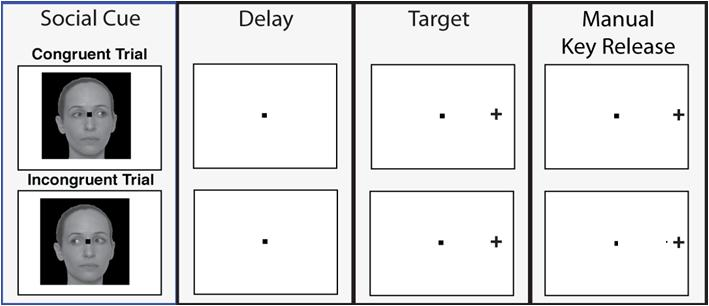 Social Cue
Delay
Target
Manual
Key Release
Congruent Trial
Incongruent Trial